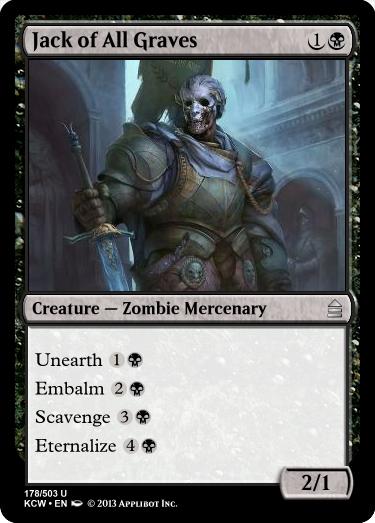 Jack of All Graves 1
Creature — Zombie Mercenary
Unearth 1
Embalm 2
Scavenge 3
Eternalize 4
2/1
178/503 U
KCW • EN © 2013 APPLIBOT INC.